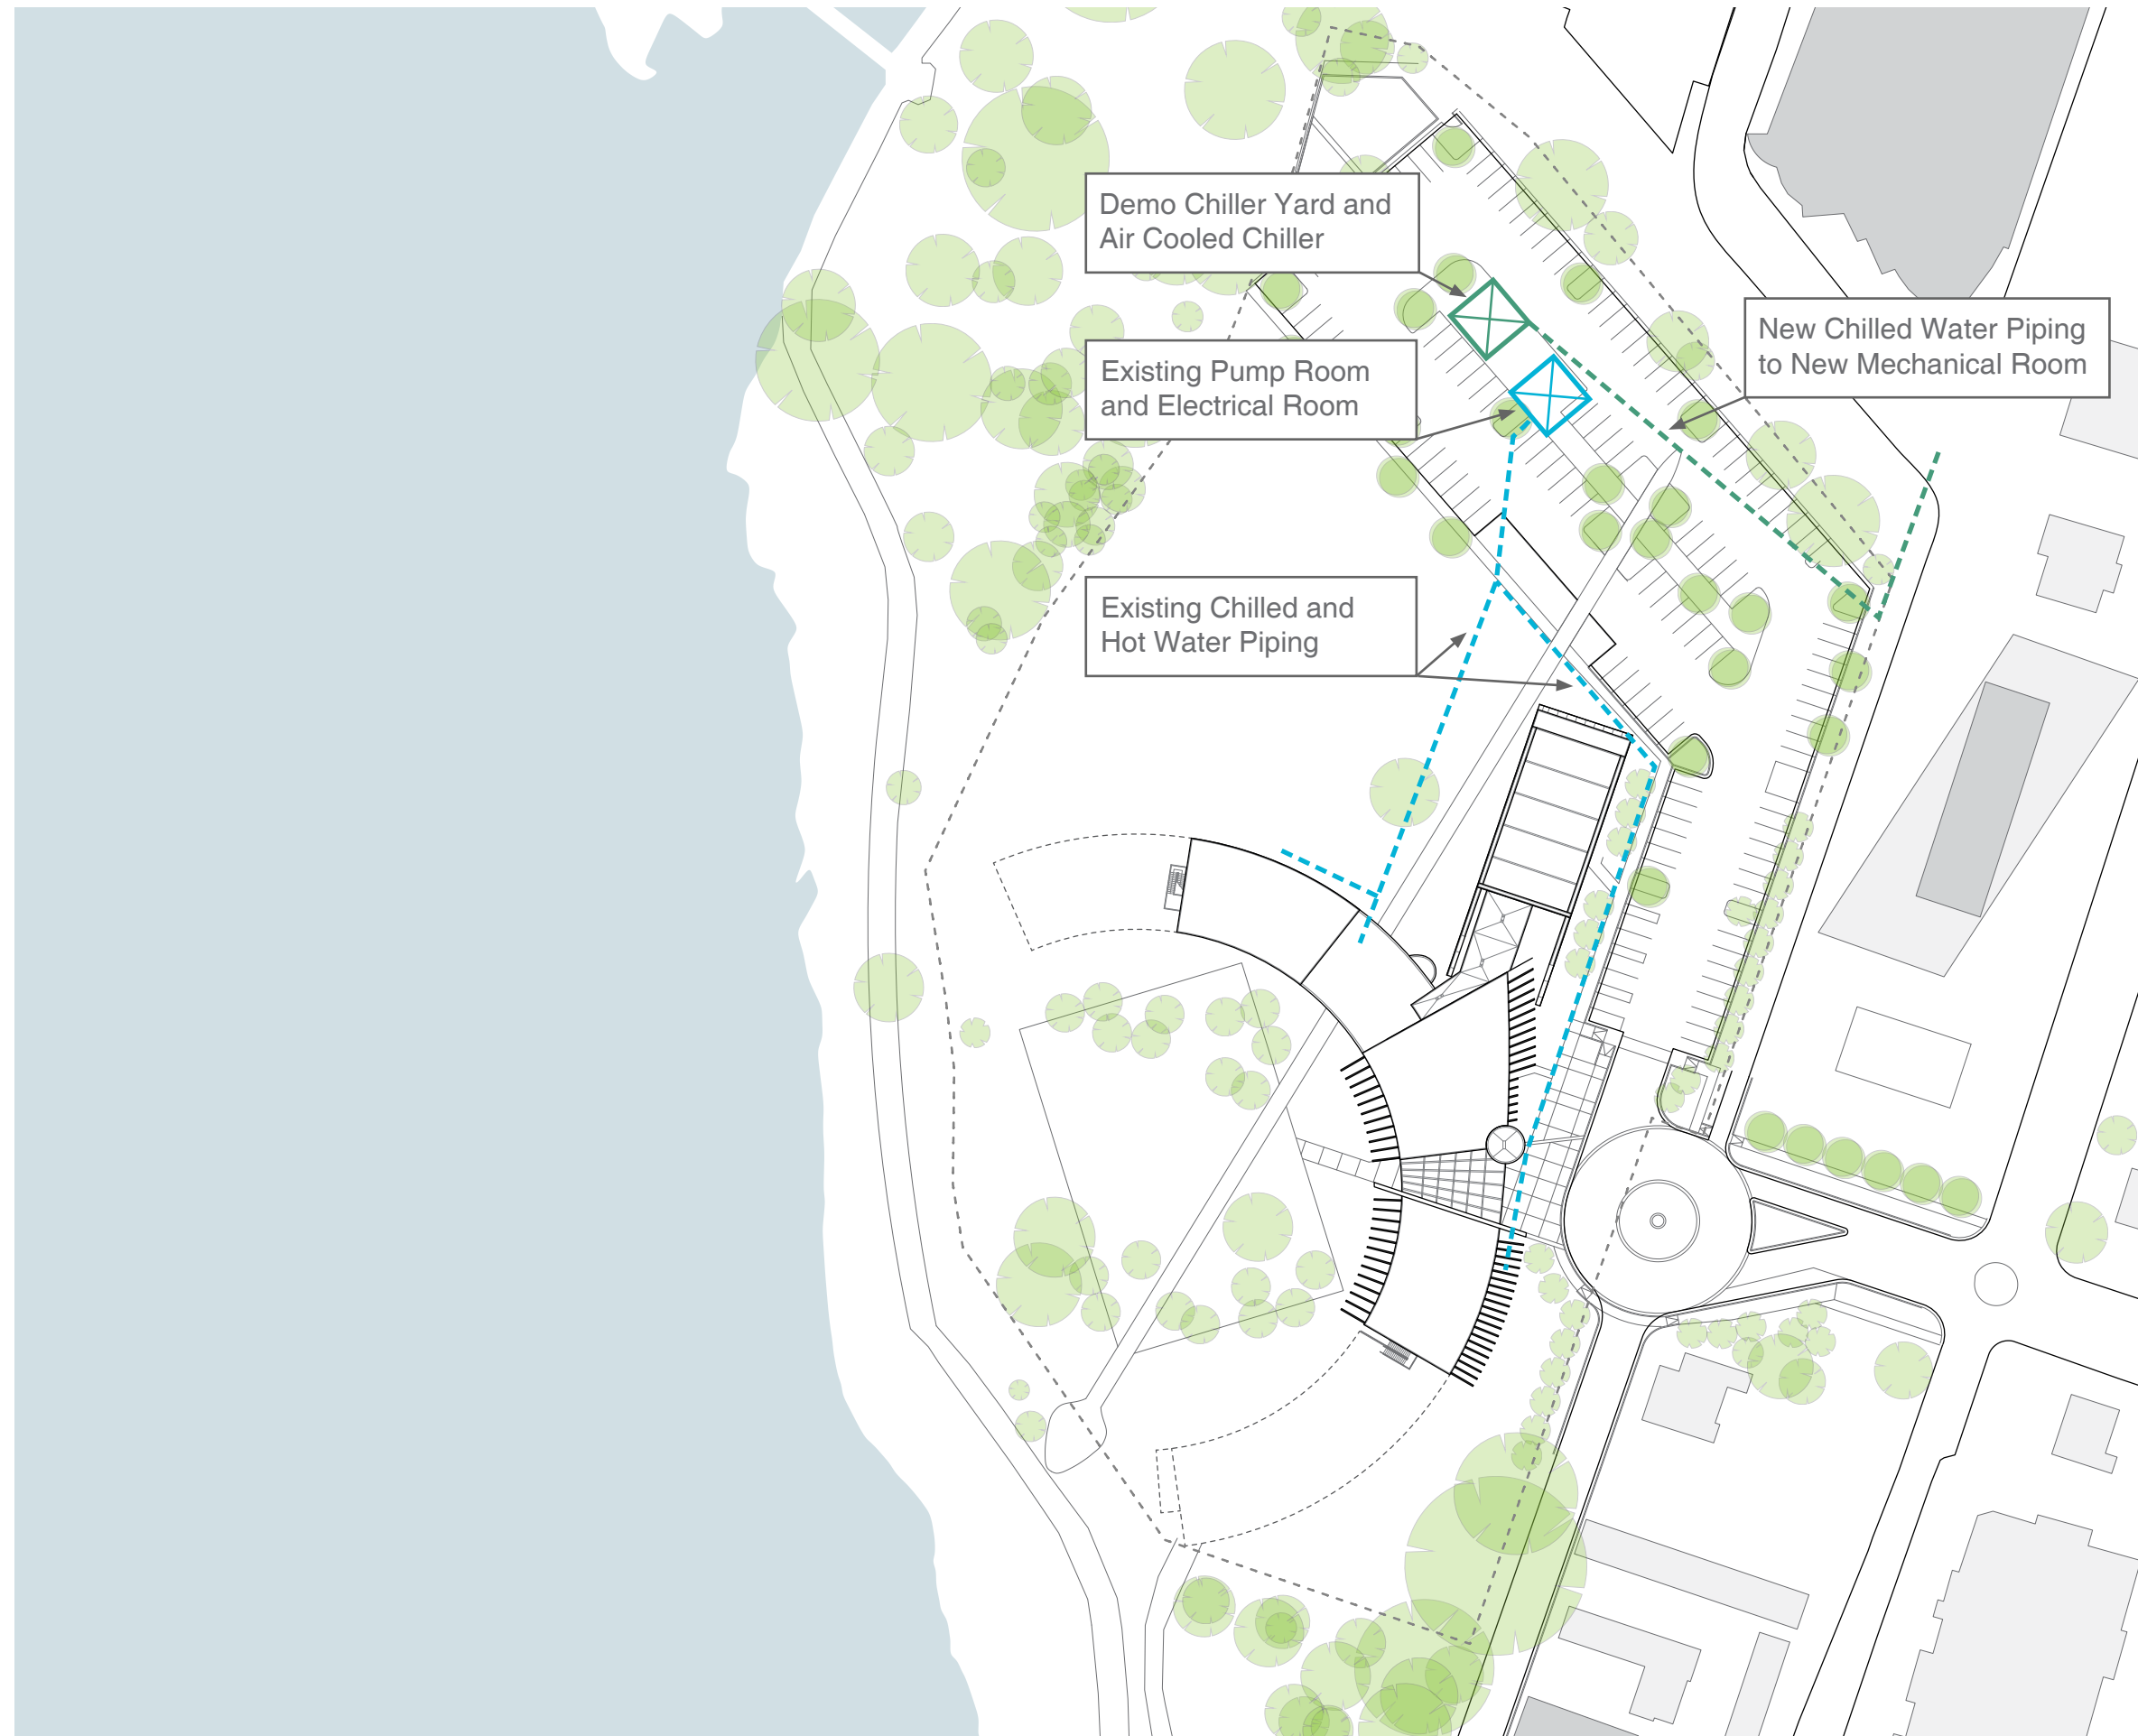 Demo Chiller Yard and
Air Cooled Chiller
New Chilled Water Piping
to New Mechanical Room
Existing Pump Room
and Electrical Room
Existing Chilled and
Hot Water Piping